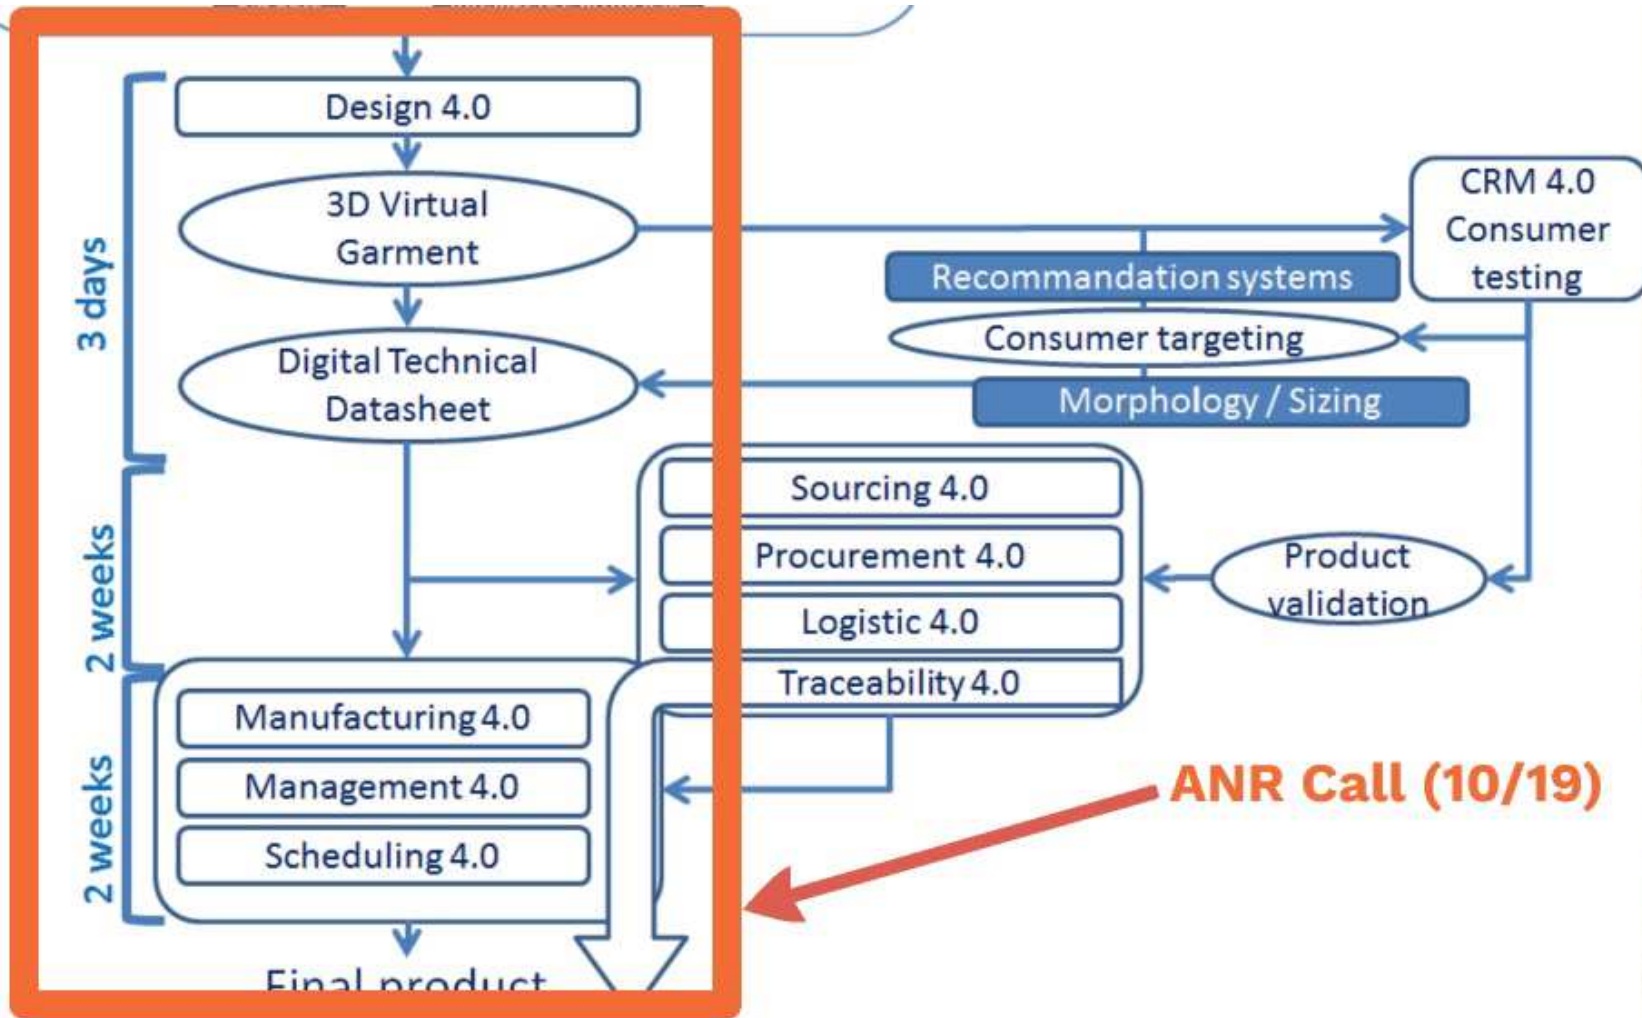 Design 4.0
3D Virtual
Garment
Digital Technical
Datasheet
3 days
CRM 4.0
Consumer
testing
Recommandation systems
Consumer targeting
Morphology / Sizing
Sourcing 4.0
Procurement 4.0
Logistic 4.0
Traceability 4.0
Product
validation
2 weeks
Manufacturing 4.0
Management 4.0
Scheduling 4.0
2 weeks
ANR Call (10/19)
Final product